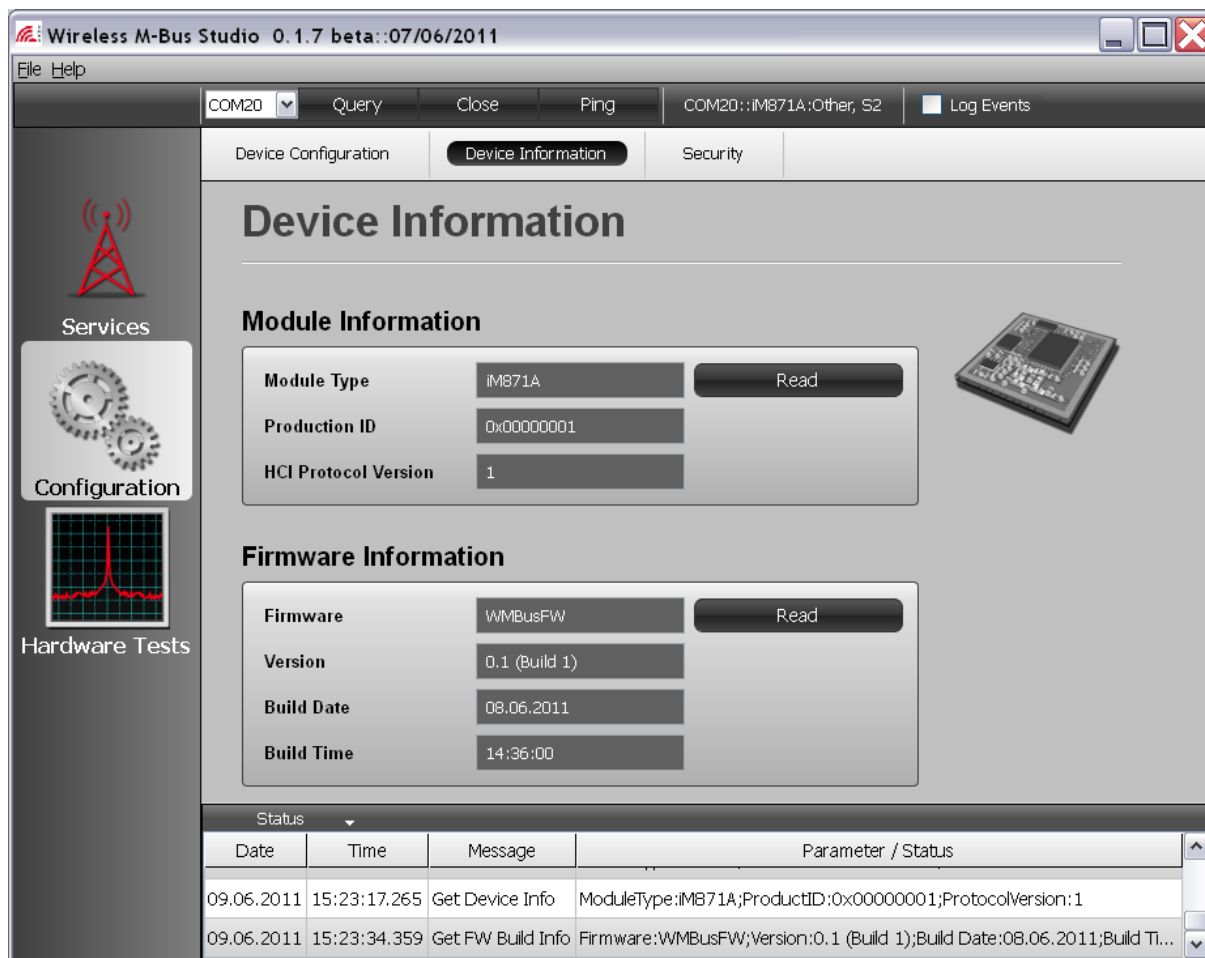 Wireless M-Bus Studio 0.1.7 beta::07/06/2011
File Help
COM20 Query Close Ping COM20::iM871A:Other, S2 Log Events
Device Configuration Device Information Security
Device Information
Services
Configuration
Hardware Tests
Module Information
Module Type iM871A Read
Production ID 0x00000001
HCI Protocol Version 1
Firmware Information
Firmware WMBusFW Read
Version 0.1 (Build 1)
Build Date 08.06.2011
Build Time 14:36:00
Status
Date Time Message Parameter / Status
09.06.2011 15:23:17.265 Get Device Info ModuleType:iM871A;ProductID:0x00000001;ProtocolVersion:1
09.06.2011 15:23:34.359 Get FW Build Info Firmware:WMBusFW;Version:0.1 (Build 1);Build Date:08.06.2011;Build Ti...